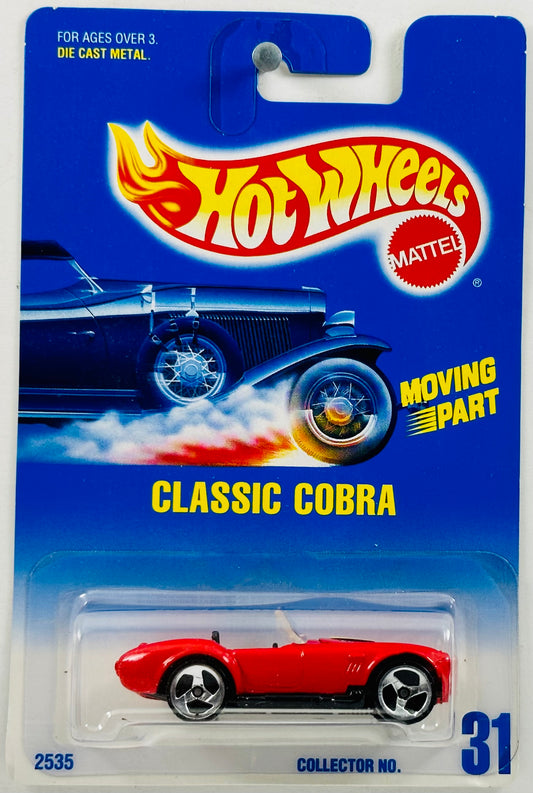 FOR AGES OVER 3.
DIE CAST METAL.
HOT WHEELS
MATTEL
®
MOVING
PART
CLASSIC COBRA
2535
COLLECTOR NO.
31